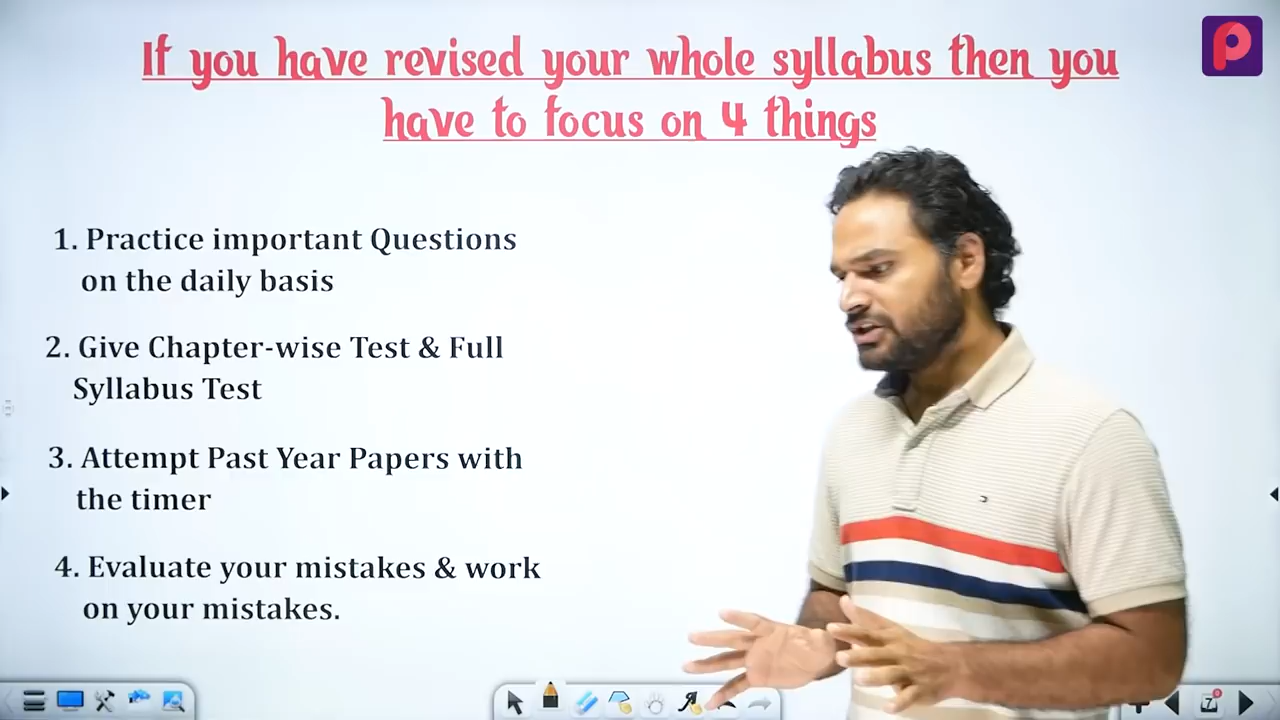 If you have revised your whole syllabus then you
have to focus on 4 things
1. Practice important Questions
on the daily basis
2. Give Chapter-wise Test & Full
Syllabus Test
3. Attempt Past Year Papers with
the timer
4. Evaluate your mistakes & work
on your mistakes.
7